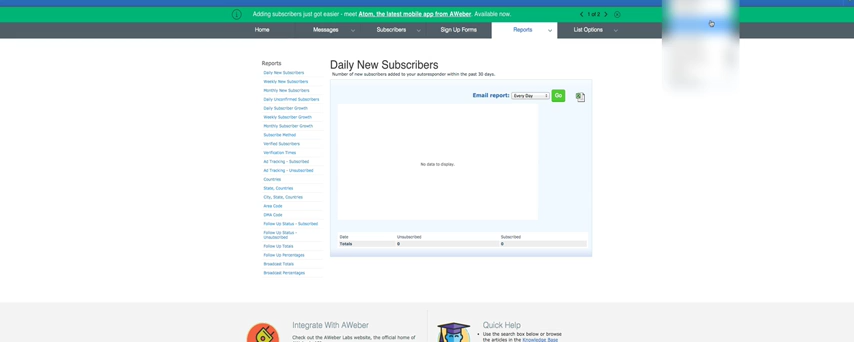 Adding subscribers just got easier - meet Atom, the latest mobile app from AWeber. Available now.
1 of 2
Home Messages Subscribers Sign Up Forms Reports List Options
Reports
Daily New Subscribers
Weekly New Subscribers
Monthly New Subscribers
Daily Unconfirmed Subscribers
Daily Subscriber Growth
Weekly Subscriber Growth
Monthly Subscriber Growth
Subscribe Method
Verified Subscribers
Verification Times
Ad Tracking - Subscribed
Ad Tracking - Unsubscribed
Countries
State, Countries
City, State, Countries
Area Code
DMA Code
Follow Up Status - Subscribed
Follow Up Status -
Unsubscribed
Follow Up Totals
Follow Up Percentages
Broadcast Totals
Broadcast Percentages
Daily New Subscribers
Number of new subscribers added to your autoresponder within the past 30 days.
Email report: Every Day Go
No data to display.
Date Unsubscribed Subscribed
Totals 0 0
Integrate With AWeber
Check out the AWeber Labs website, the official home of
Quick Help
Use the search box below or browse
the articles in the Knowledge Base